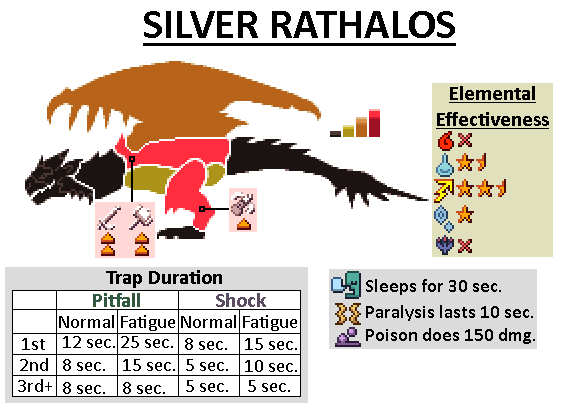 SILVER RATHALOS
Elemental
Effectiveness
Trap Duration
Pitfall Shock
Normal Fatigue Normal Fatigue
1st 12 sec. 25 sec. 8 sec. 15 sec.
2nd 8 sec. 15 sec. 5 sec. 10 sec.
3rd+ 8 sec. 8 sec. 5 sec. 5 sec.
Sleeps for 30 sec.
Paralysis lasts 10 sec.
Poison does 150 dmg.